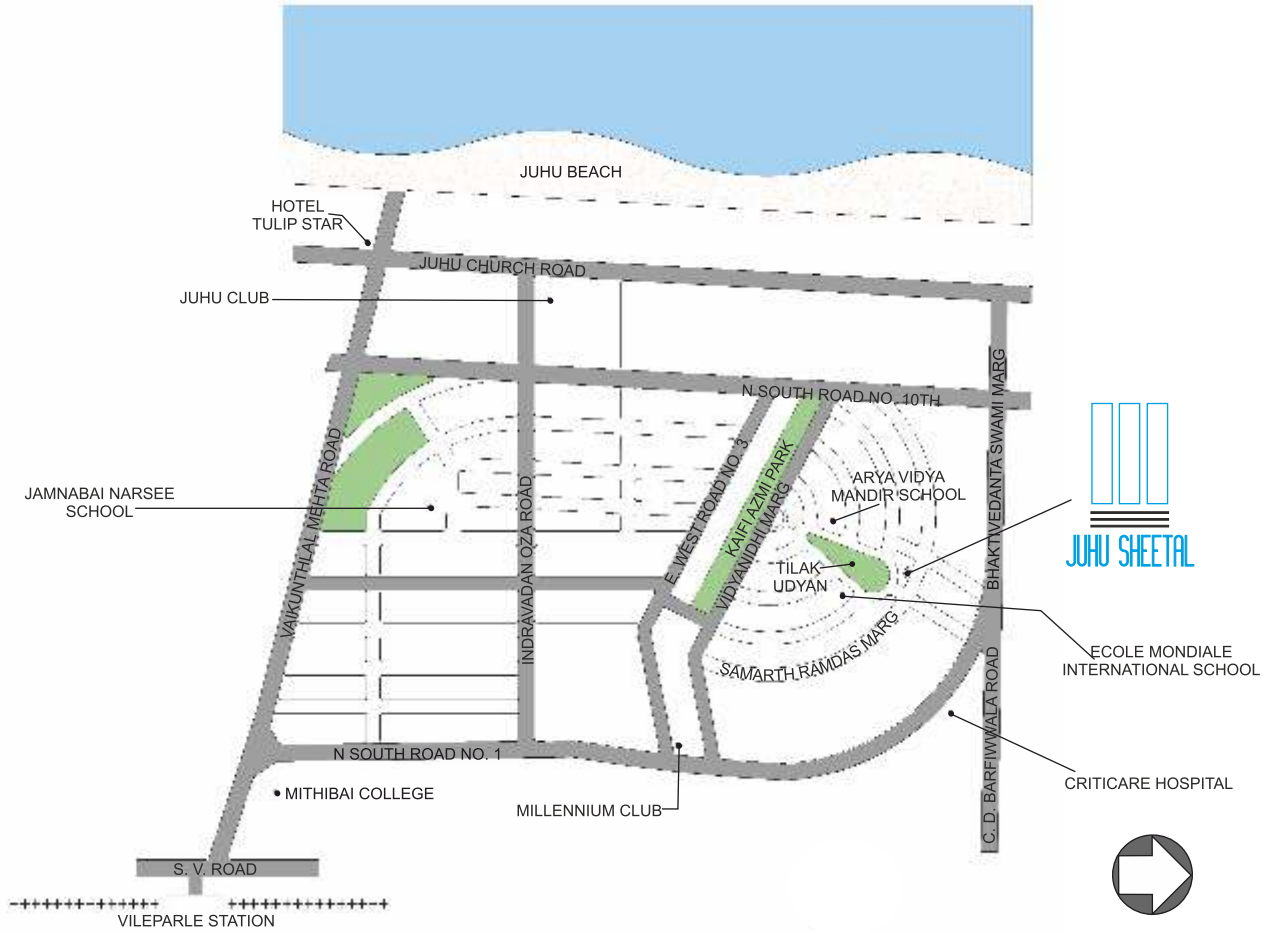 JUHU BEACH
HOTEL
TULIP STAR
JUHU CHURCH ROAD
JUHU CLUB
N SOUTH ROAD NO. 10TH
BHAKTIVEDANTA SWAMI MARG
VAIKUNTHLAL MEHTA ROAD
INDRAVADAN OZA ROAD
E. WEST ROAD NO. 3
KAIFI AZMI PARK
VIDYANIDHI MARG
ARYA VIDYA
MANDIR SCHOOL
JAMNABAI NARSEE
SCHOOL
JUHU SHEETAL
TILAK
UDYAN
SAMARTH RAMDAS MARG
ECOLE MONDIALE
INTERNATIONAL SCHOOL
C. D. BARFIWWALA ROAD
N SOUTH ROAD NO. 1
CRITICARE HOSPITAL
MITHIBAI COLLEGE
MILLENNIUM CLUB
S. V. ROAD
VILEPARLE STATION